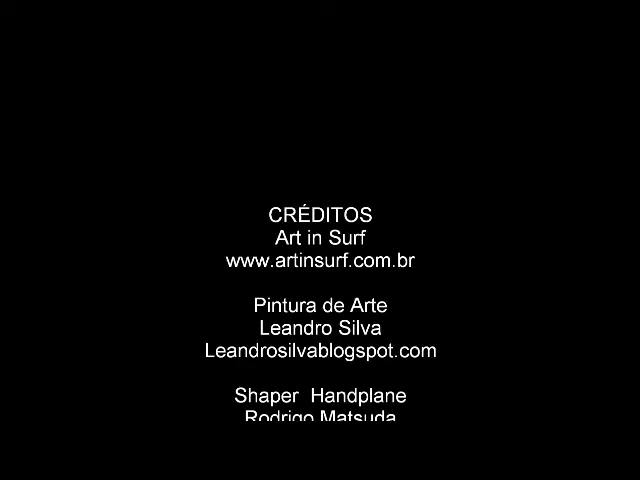 CRÉDITOS
Art in Surf
www.artinsurf.com.br
Pintura de Arte
Leandro Silva
Leandrosilvablogspot.com
Shaper  Handplane
Rodrigo Matsuda